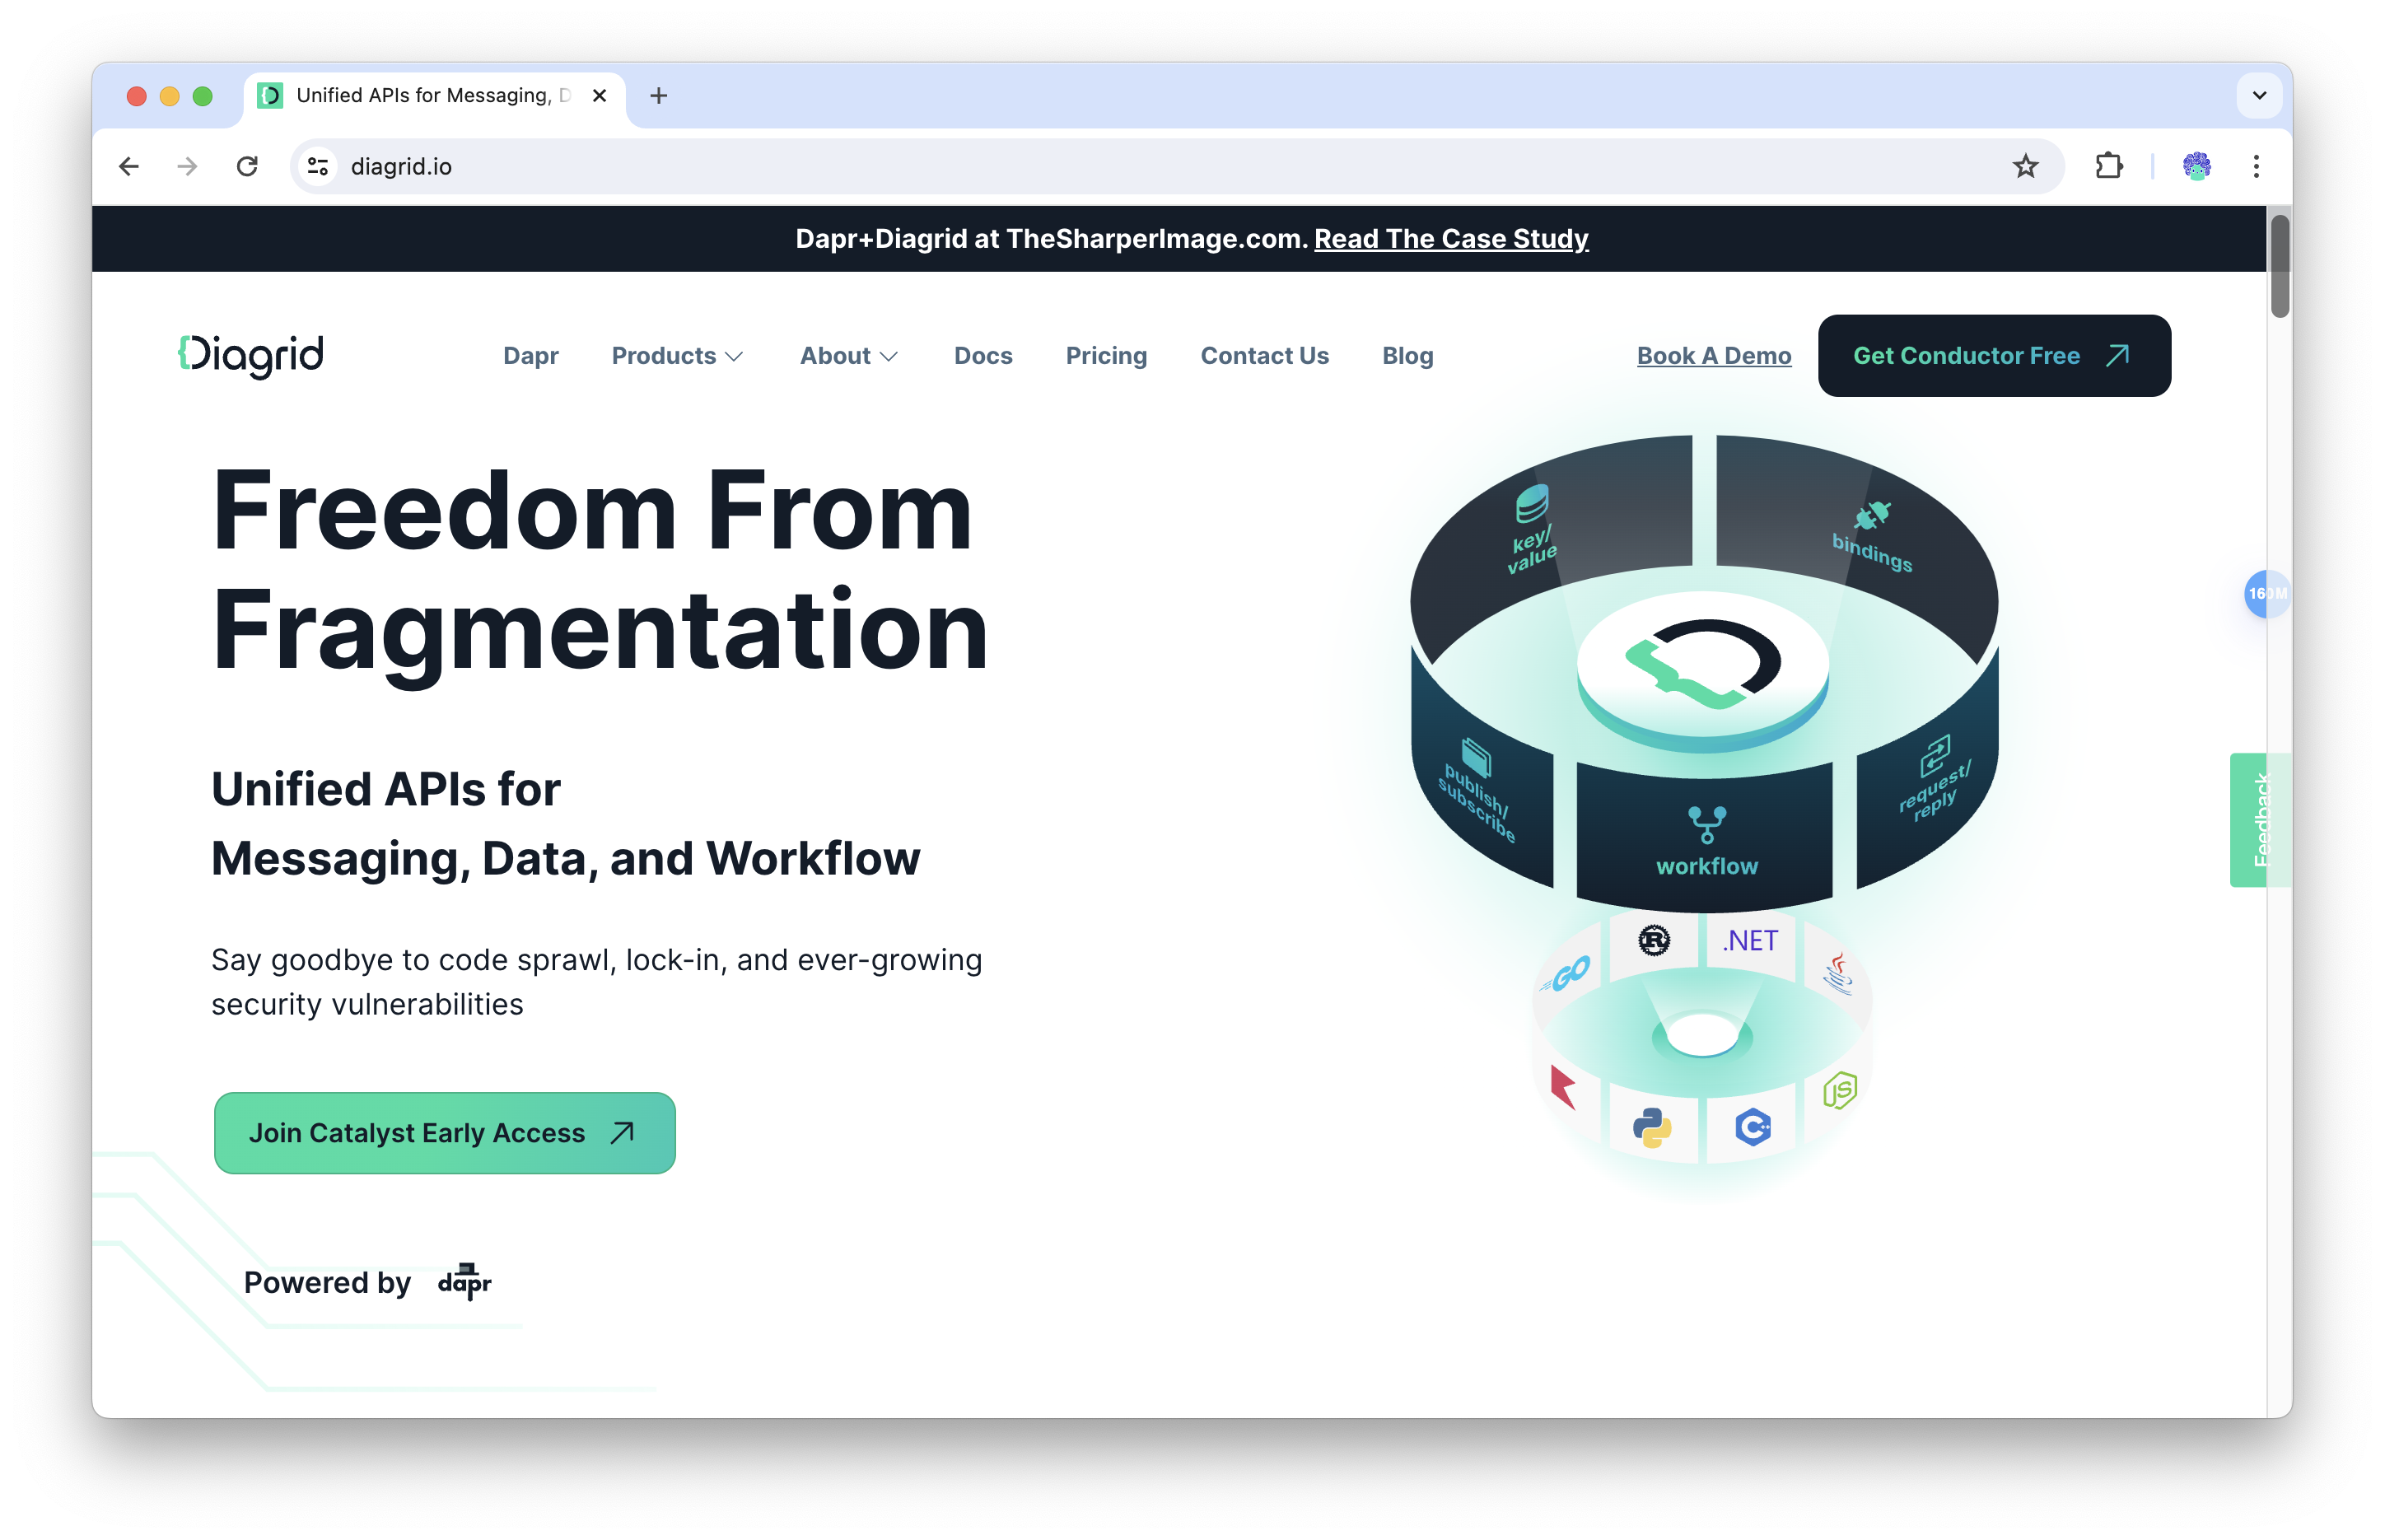 Unified APIs for Messaging, D
diagrid.io
Dapr+Diagrid at TheSharperImage.com. Read The Case Study
Diagrid
Dapr
Products
About
Docs
Pricing
Contact Us
Blog
Book A Demo
Get Conductor Free
Freedom From
Fragmentation
Unified APIs for
Messaging, Data, and Workflow
Say goodbye to code sprawl, lock-in, and ever-growing
security vulnerabilities
Join Catalyst Early Access
Powered by dapr
key/
value
bindings
publish/
subscribe
workflow
request/
reply
GO
R
.NET
JS
C++
160M
Feedback